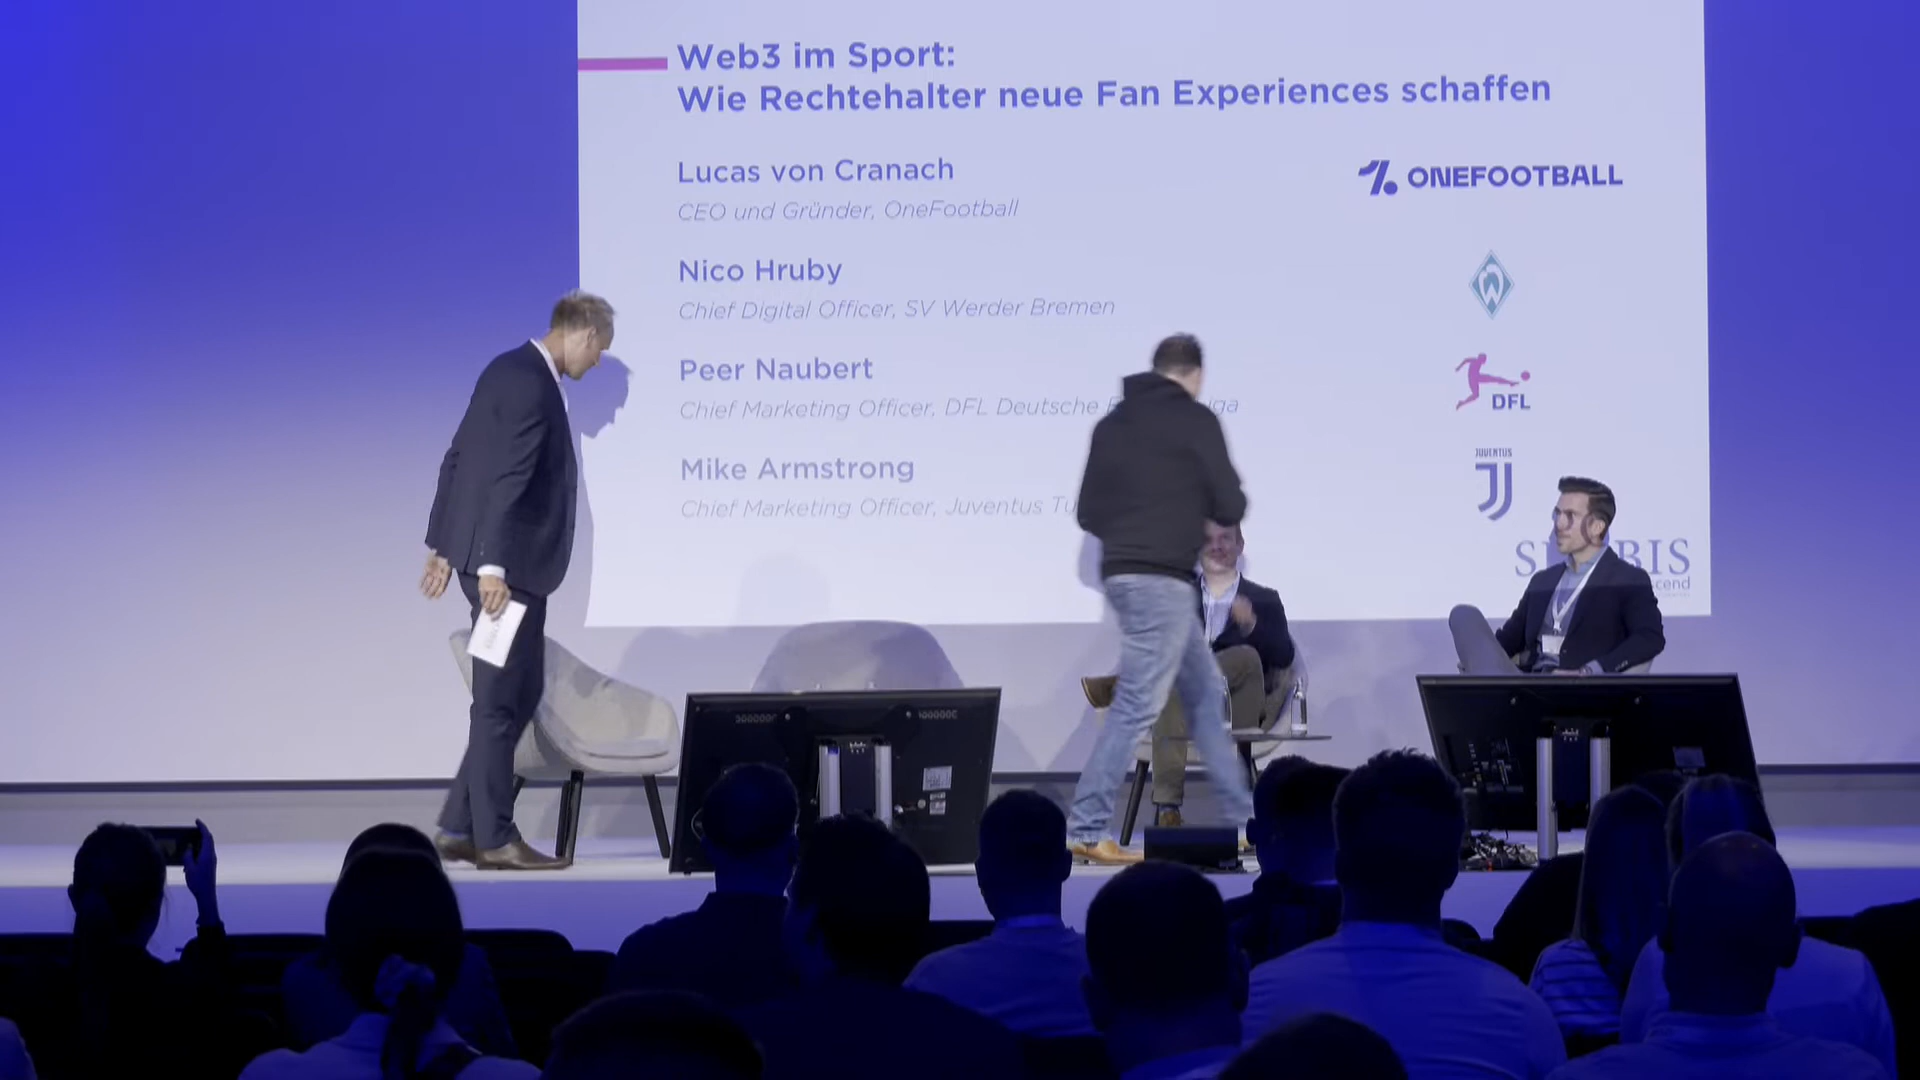 Web3 im Sport:
Wie Rechtehalter neue Fan Experiences schaffen
Lucas von Cranach
CEO und Gründer, OneFootball
ONEFOOTBALL
Nico Hruby
Chief Digital Officer, SV Werder Bremen
W
Peer Naubert
Chief Marketing Officer, DFL Deutsche
DFL
Mike Armstrong
Chief Marketing Officer, Juventus
JUVENTUS
J